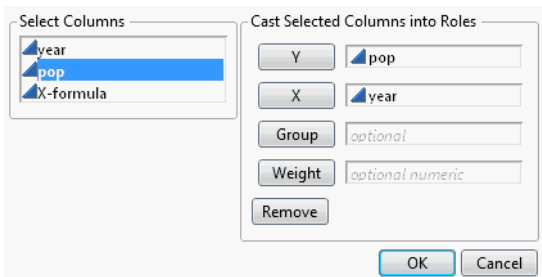 Select Columns
year
pop
X-formula
Cast Selected Columns into Roles
Y pop
X year
Group optional
Weight optional numeric
Remove
OK Cancel